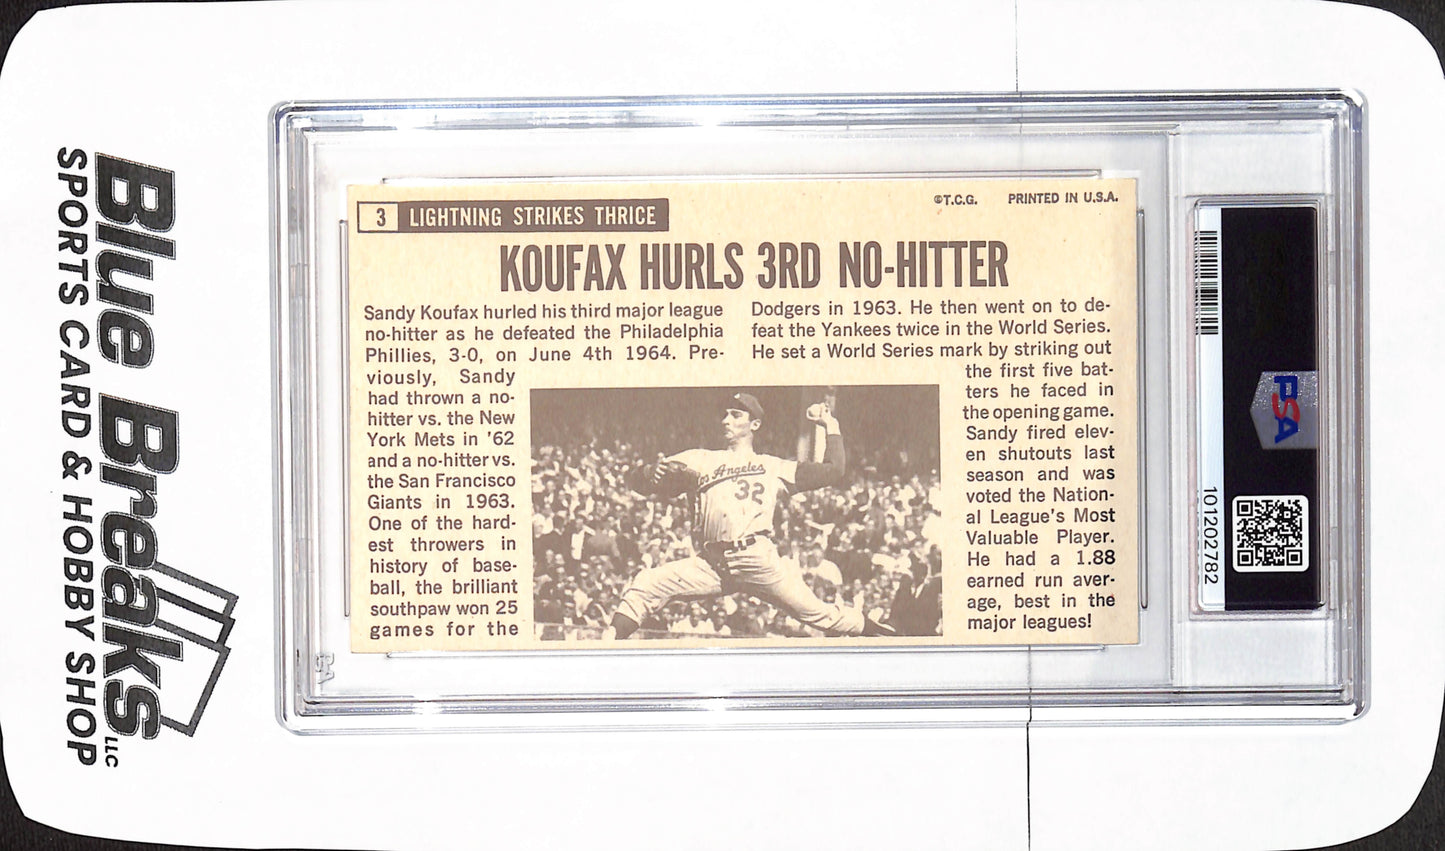 Blue Breaks LLC
SPORTS CARD & HOBBY SHOP
3 LIGHTNING STRIKES THRICE
©T.C.G. PRINTED IN U.S.A.
KOUFAX HURLS 3RD NO-HITTER
Sandy Koufax hurled his third major league
no-hitter as he defeated the Philadelphia
Phillies, 3-0, on June 4th 1964. Pre-
viously, Sandy
had thrown a no-
hitter vs. the New
York Mets in '62
and a no-hitter vs.
the San Francisco
Giants in 1963.
One of the hard-
est throwers in
history of base-
ball, the brilliant
southpaw won 25
games for the
Dodgers in 1963. He then went on to de-
feat the Yankees twice in the World Series.
He set a World Series mark by striking out
the first five bat-
ters he faced in
the opening game.
Sandy fired elev-
en shutouts last
season and was
voted the Nation-
al League's Most
Valuable Player.
He had a 1.88
earned run aver-
age, best in the
major leagues!
Los Angeles
32
PSA
101202782
PSA